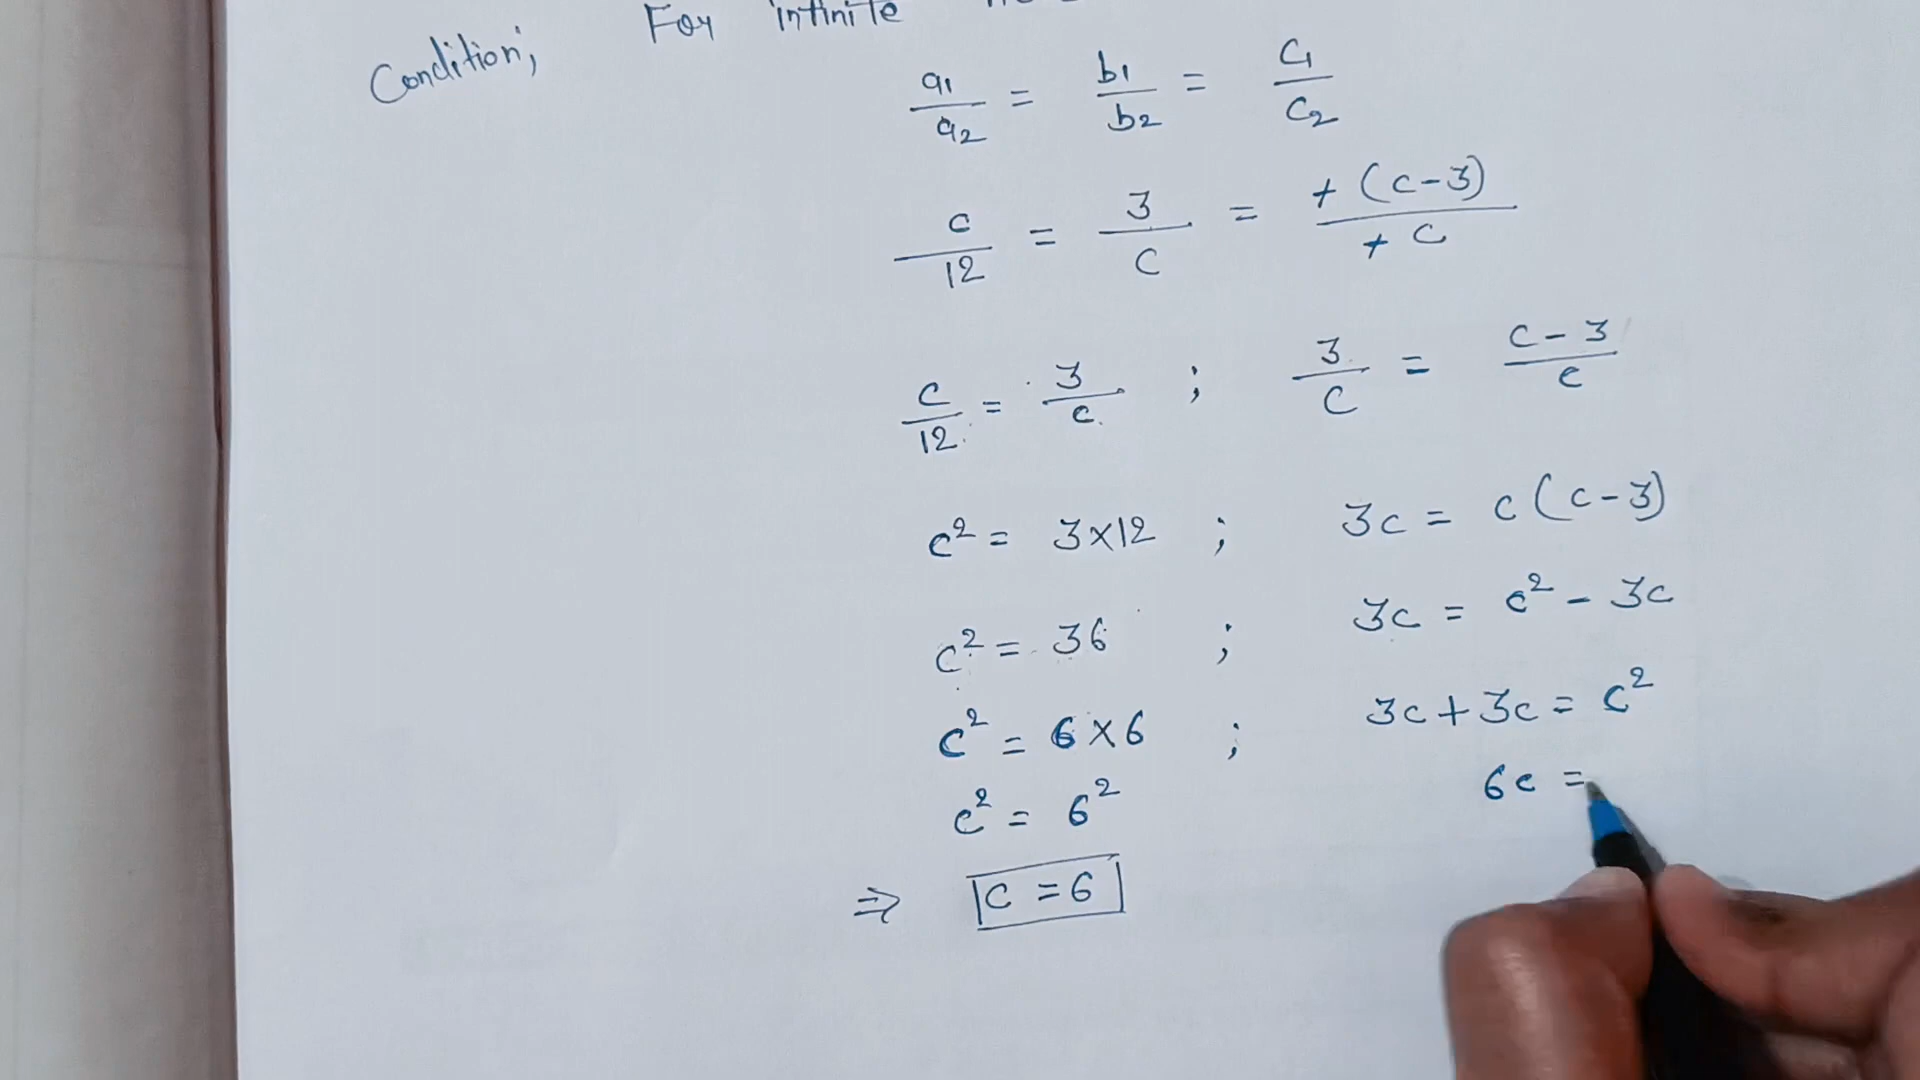 Condition; For infinite
a1/a2 = b1/b2 = c1/c2
c/12 = 3/c = +(c-3)/+c
c/12 = 3/c ; 3/c = c-3/c
c² = 3×12 ; 3c = c(c-3)
c² = 36 ; 3c = c² - 3c
c² = 6×6 ; 3c+3c = c²
c² = 6² 6c =
⇒ c = 6